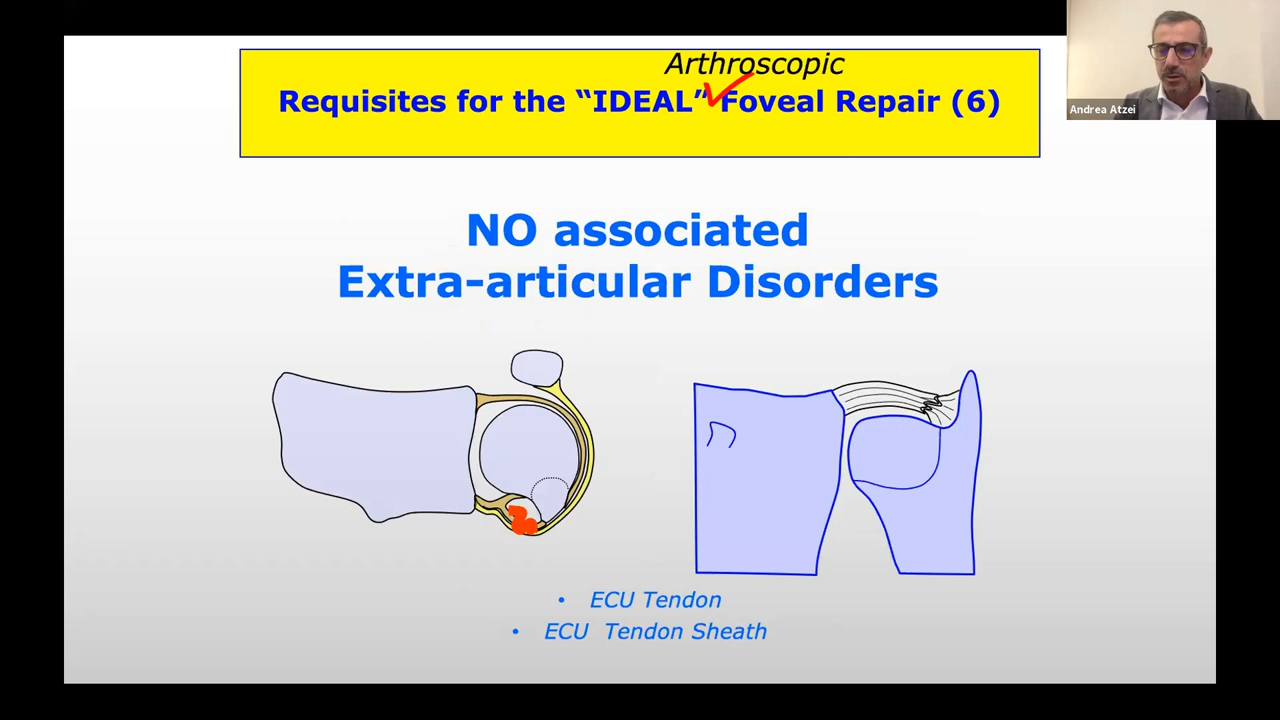 Arthroscopic
Requisites for the “IDEAL” Foveal Repair (6)
Andrea Atzei
NO associated
Extra-articular Disorders
• ECU Tendon
• ECU Tendon Sheath